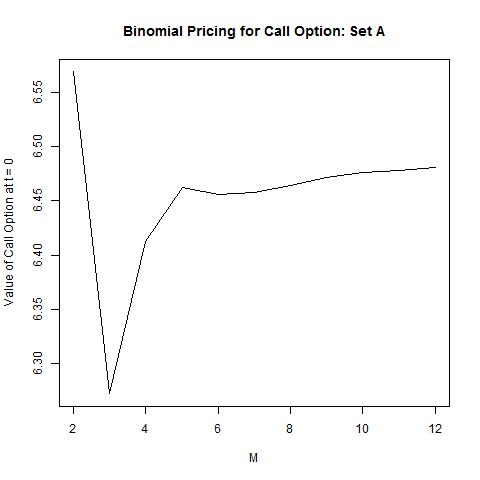 Binomial Pricing for Call Option: Set A
Value of Call Option at t = 0
6.55
6.50
6.45
6.40
6.35
6.30
2 4 6 8 10 12
M